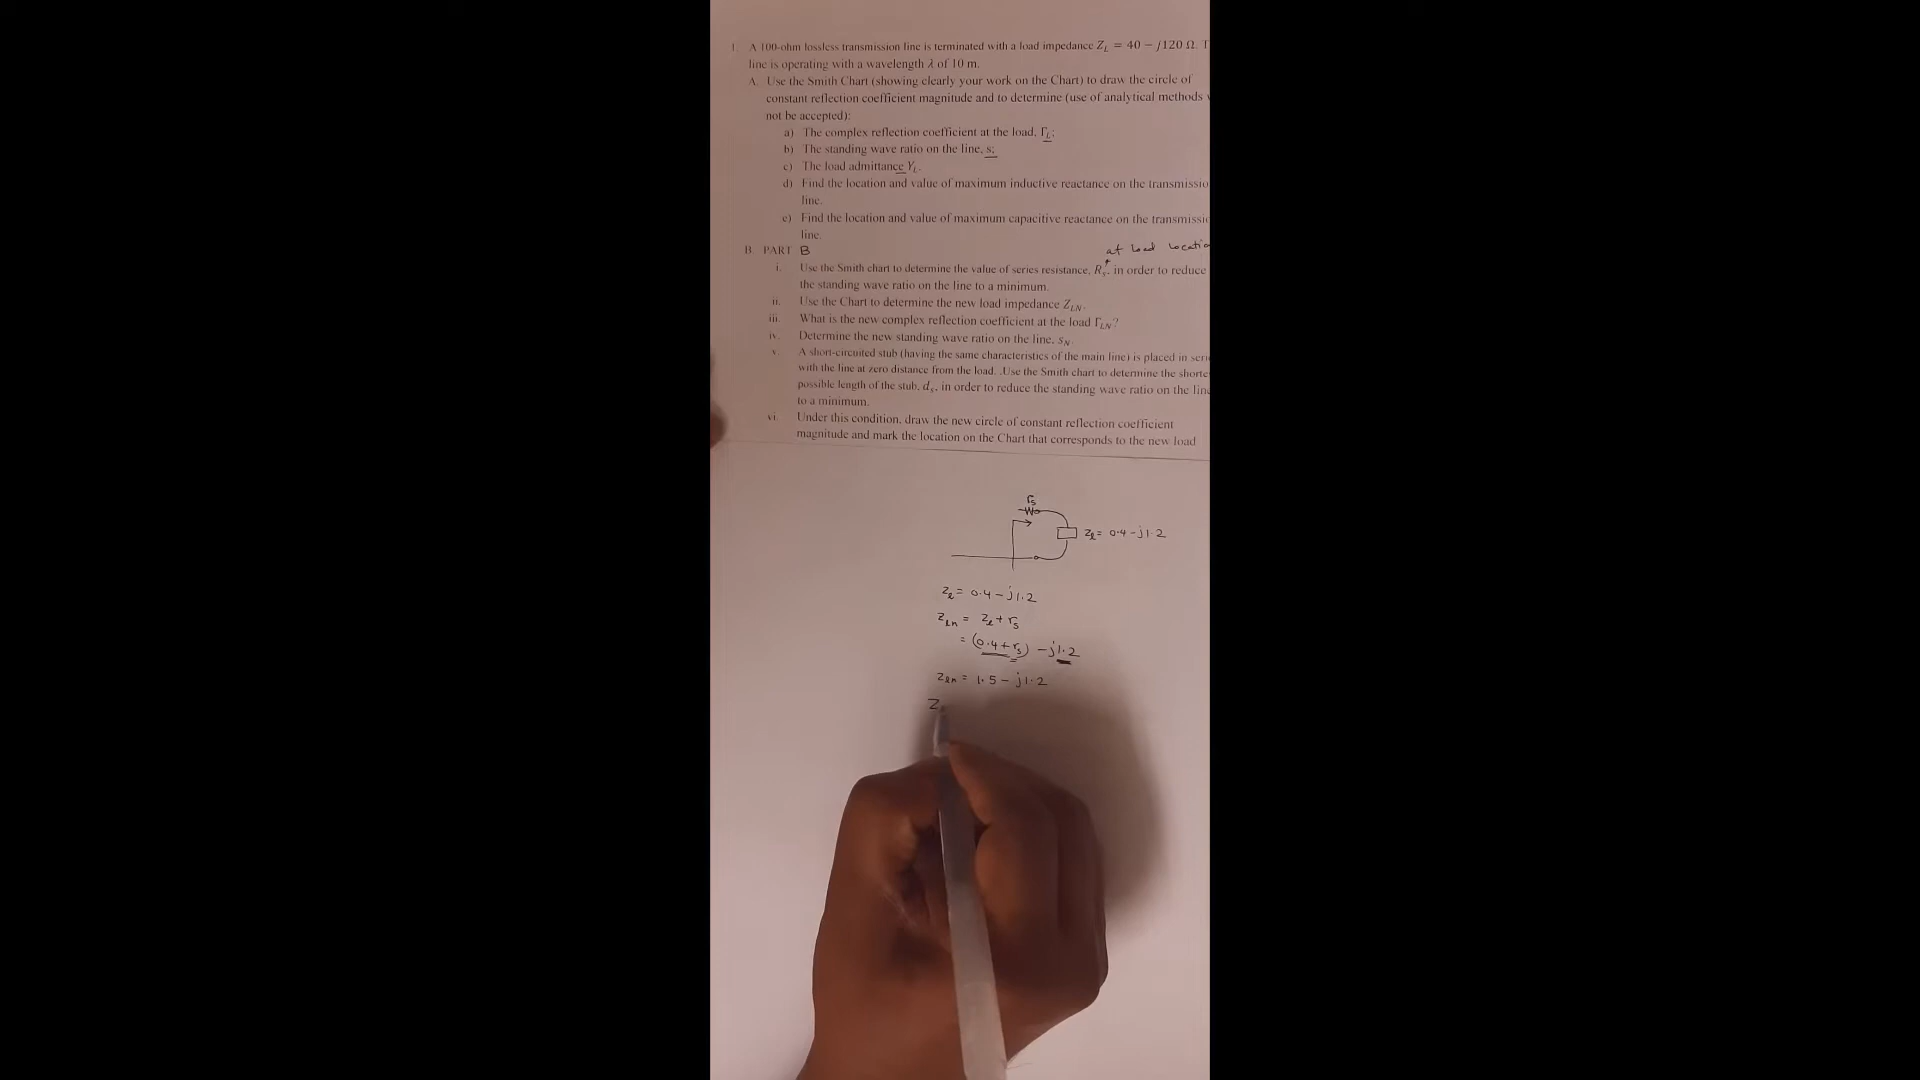 1. A 100-ohm lossless transmission line is terminated with a load impedance Z_L = 40 − j120 Ω. T
line is operating with a wavelength λ of 10 m.
A. Use the Smith Chart (showing clearly your work on the Chart) to draw the circle of
constant reflection coefficient magnitude and to determine (use of analytical methods
not be accepted):
a) The complex reflection coefficient at the load, Γ_L;
b) The standing wave ratio on the line, s;
c) The load admittance Y_L.
d) Find the location and value of maximum inductive reactance on the transmissio
line.
e) Find the location and value of maximum capacitive reactance on the transmissi
line.
at load locatio
B. PART B
i. Use the Smith chart to determine the value of series resistance, R_s, in order to reduce
the standing wave ratio on the line to a minimum.
ii. Use the Chart to determine the new load impedance Z_LN.
iii. What is the new complex reflection coefficient at the load Γ_LN?
iv. Determine the new standing wave ratio on the line, s_N.
v. A short-circuited stub (having the same characteristics of the main line) is placed in seri
with the line at zero distance from the load. .Use the Smith chart to determine the shorte
possible length of the stub, d_s, in order to reduce the standing wave ratio on the line
to a minimum.
vi. Under this condition, draw the new circle of constant reflection coefficient
magnitude and mark the location on the Chart that corresponds to the new load
r_s
z_l = 0.4 - j1.2
z_l = 0.4 - j1.2
z_ln = z_l + r_s
= (0.4 + r_s) - j1.2
z_ln = 1.5 - j1.2
Z